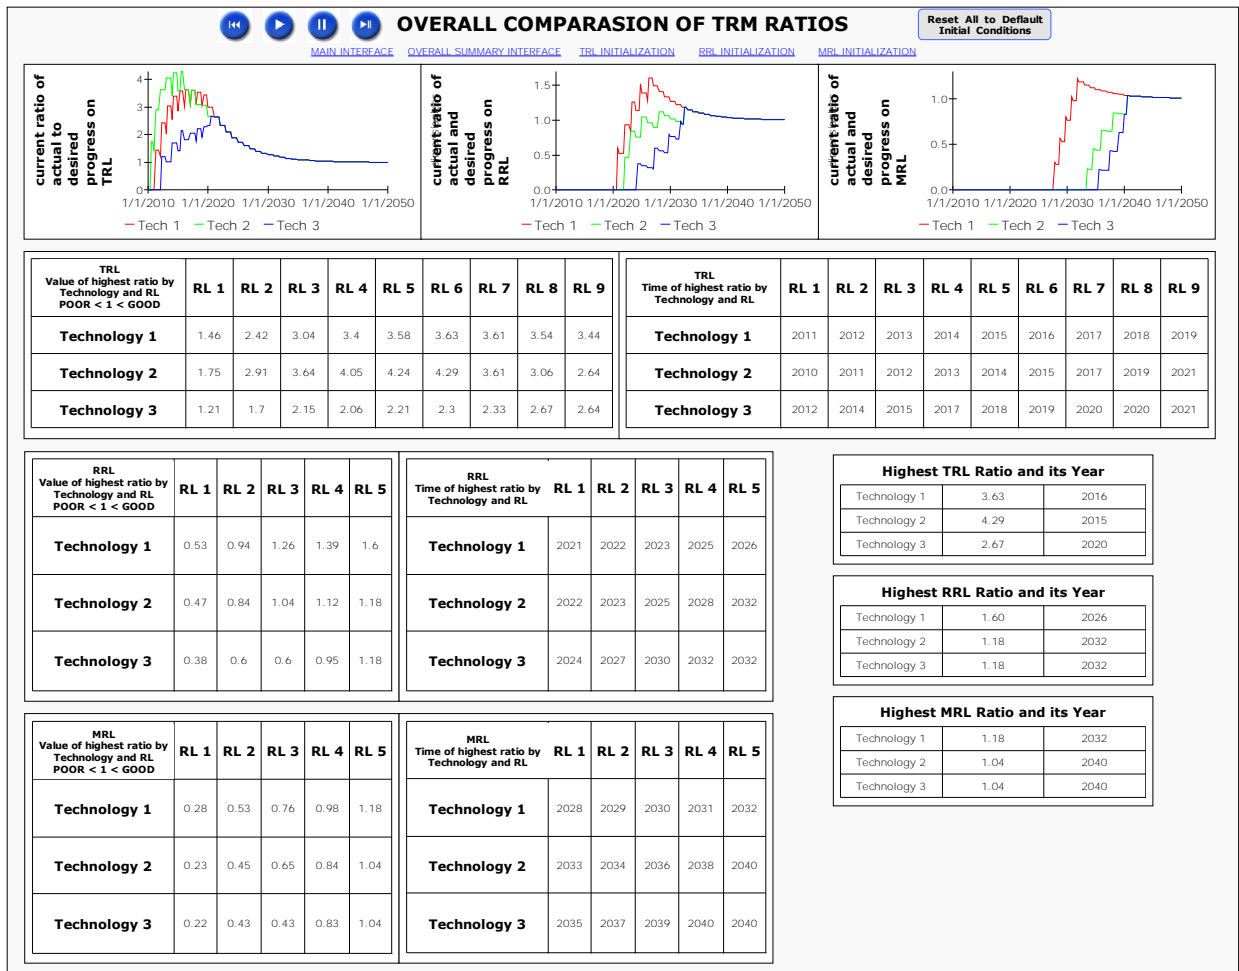 OVERALL COMPARASION OF TRM RATIOS
Reset All to Deflault
Initial Conditions
MAIN INTERFACE OVERALL SUMMARY INTERFACE TRL INITIALIZATION RRL INITIALIZATION MRL INITIALIZATION
current ratio of
actual to
desired
progress on
TRL
4
3
2
1
0
1/1/2010 1/1/2020 1/1/2030 1/1/2040 1/1/2050
Tech 1 Tech 2 Tech 3
current ratio of
actual and
desired
progress on
RRL
1.5
1.0
0.5
0.0
1/1/2010 1/1/2020 1/1/2030 1/1/2040 1/1/2050
Tech 1 Tech 2 Tech 3
current ratio of
actual and
desired
progress on
MRL
1.0
0.5
0.0
1/1/2010 1/1/2020 1/1/2030 1/1/2040 1/1/2050
Tech 1 Tech 2 Tech 3
TRL
Value of highest ratio by
Technology and RL
POOR < 1 < GOOD
RL 1 RL 2 RL 3 RL 4 RL 5 RL 6 RL 7 RL 8 RL 9
Technology 1 1.46 2.42 3.04 3.4 3.58 3.63 3.61 3.54 3.44
Technology 2 1.75 2.91 3.64 4.05 4.24 4.29 3.61 3.06 2.64
Technology 3 1.21 1.7 2.15 2.06 2.21 2.3 2.33 2.67 2.64
TRL
Time of highest ratio by
Technology and RL
RL 1 RL 2 RL 3 RL 4 RL 5 RL 6 RL 7 RL 8 RL 9
Technology 1 2011 2012 2013 2014 2015 2016 2017 2018 2019
Technology 2 2010 2011 2012 2013 2014 2015 2017 2019 2021
Technology 3 2012 2014 2015 2017 2018 2019 2020 2020 2021
RRL
Value of highest ratio by
Technology and RL
POOR < 1 < GOOD
RL 1 RL 2 RL 3 RL 4 RL 5
Technology 1 0.53 0.94 1.26 1.39 1.6
Technology 2 0.47 0.84 1.04 1.12 1.18
Technology 3 0.38 0.6 0.6 0.95 1.18
RRL
Time of highest ratio by
Technology and RL
RL 1 RL 2 RL 3 RL 4 RL 5
Technology 1 2021 2022 2023 2025 2026
Technology 2 2022 2023 2025 2028 2032
Technology 3 2024 2027 2030 2032 2032
Highest TRL Ratio and its Year
Technology 1 3.63 2016
Technology 2 4.29 2015
Technology 3 2.67 2020
Highest RRL Ratio and its Year
Technology 1 1.60 2026
Technology 2 1.18 2032
Technology 3 1.18 2032
Highest MRL Ratio and its Year
Technology 1 1.18 2032
Technology 2 1.04 2040
Technology 3 1.04 2040
MRL
Value of highest ratio by
Technology and RL
POOR < 1 < GOOD
RL 1 RL 2 RL 3 RL 4 RL 5
Technology 1 0.28 0.53 0.76 0.98 1.18
Technology 2 0.23 0.45 0.65 0.84 1.04
Technology 3 0.22 0.43 0.43 0.83 1.04
MRL
Time of highest ratio by
Technology and RL
RL 1 RL 2 RL 3 RL 4 RL 5
Technology 1 2028 2029 2030 2031 2032
Technology 2 2033 2034 2036 2038 2040
Technology 3 2035 2037 2039 2040 2040